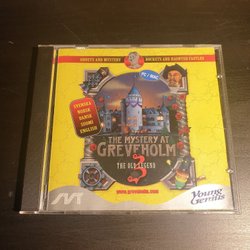 GHOSTS AND MYSTERY
ROCKETS AND HAUNTED CASTLES
PC / MAC
SVENSKA
NORSK
DANSK
SUOMI
ENGLISH
THE MYSTERY AT
GREVEHOLM
3
THE OLD LEGEND
www.greveholm.com
Young Genius